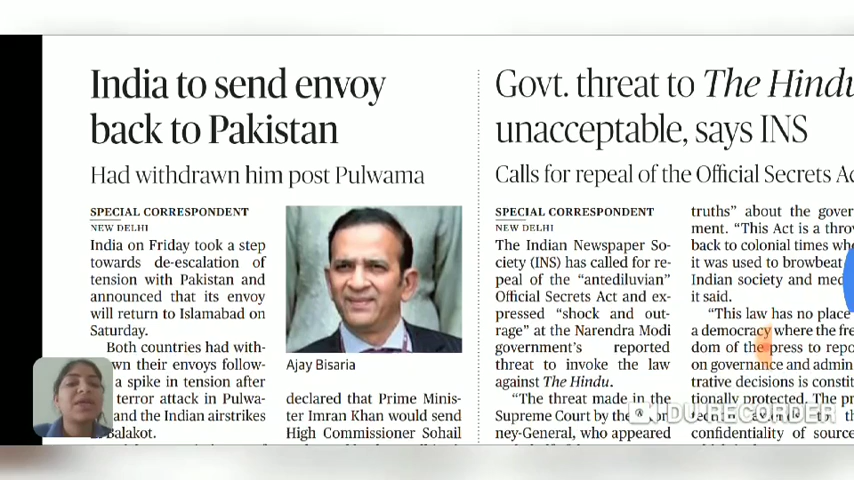 India to send envoy
back to Pakistan
Had withdrawn him post Pulwama
SPECIAL CORRESPONDENT
NEW DELHI
India on Friday took a step
towards de-escalation of
tension with Pakistan and
announced that its envoy
will return to Islamabad on
Saturday.
Both countries had with-
own their envoys follow-
a spike in tension after
terror attack in Pulwa-
and the Indian airstrikes
Balakot.
Ajay Bisaria
declared that Prime Minis-
ter Imran Khan would send
High Commissioner Sohail
Govt. threat to The Hindu
unacceptable, says INS
Calls for repeal of the Official Secrets Ac
SPECIAL CORRESPONDENT
NEW DELHI
The Indian Newspaper So-
ciety (INS) has called for re-
peal of the "antediluvian"
Official Secrets Act and ex-
pressed "shock and out-
rage" at the Narendra Modi
government's reported
threat to invoke the law
against The Hindu.
"The threat made in the
Supreme Court by the
ney-General, who appeared
truths" about the gover
ment. "This Act is a throw
back to colonial times whe
it was used to browbeat
Indian society and med
it said.
"This law has no place
a democracy where the fre
dom of the press to repo
on governance and admin
trative decisions is constit
tionally protected. The pr
confidentiality of source
DU RECORDER